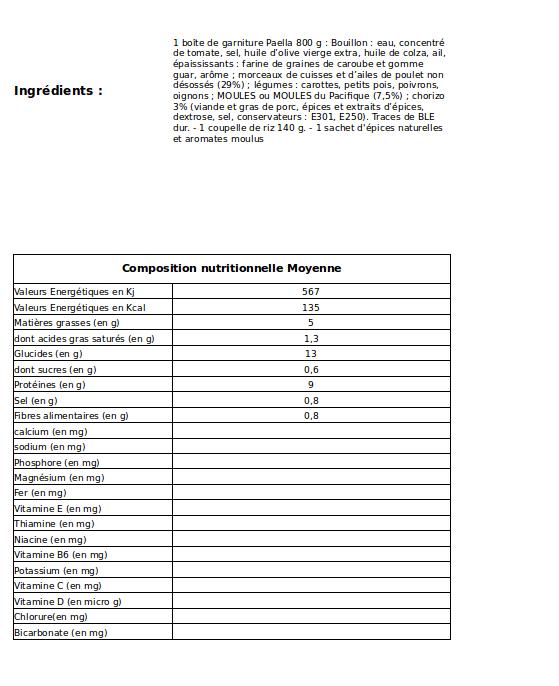 1 boîte de garniture Paella 800 g : Bouillon : eau, concentré
de tomate, sel, huile d'olive vierge extra, huile de colza, ail,
épaississants : farine de graines de caroube et gomme
guar, arôme ; morceaux de cuisses et d'ailes de poulet non
désossés (29%) ; légumes : carottes, petits pois, poivrons,
oignons ; MOULES ou MOULES du Pacifique (7,5%) ; chorizo
3% (viande et gras de porc, épices et extraits d'épices,
dextrose, sel, conservateurs : E301, E250). Traces de BLE
dur. - 1 coupelle de riz 140 g. - 1 sachet d'épices naturelles
et aromates moulus
Ingrédients :
Composition nutritionnelle Moyenne
Valeurs Energétiques en Kj 567
Valeurs Energétiques en Kcal 135
Matières grasses (en g) 5
dont acides gras saturés (en g) 1,3
Glucides (en g) 13
dont sucres (en g) 0,6
Protéines (en g) 9
Sel (en g) 0,8
Fibres alimentaires (en g) 0,8
calcium (en mg)
sodium (en mg)
Phosphore (en mg)
Magnésium (en mg)
Fer (en mg)
Vitamine E (en mg)
Thiamine (en mg)
Niacine (en mg)
Vitamine B6 (en mg)
Potassium (en mg)
Vitamine C (en mg)
Vitamine D (en micro g)
Chlorure(en mg)
Bicarbonate (en mg)